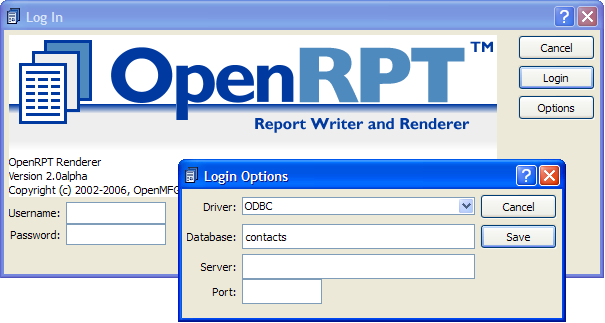 Log In
OpenRPT™
Report Writer and Renderer
Cancel
Login
Options
OpenRPT Renderer
Version 2.0alpha
Copyright (c) 2002-2006, OpenMFG
Username:
Password:
Login Options
Driver: ODBC
Cancel
Database: contacts
Save
Server:
Port: